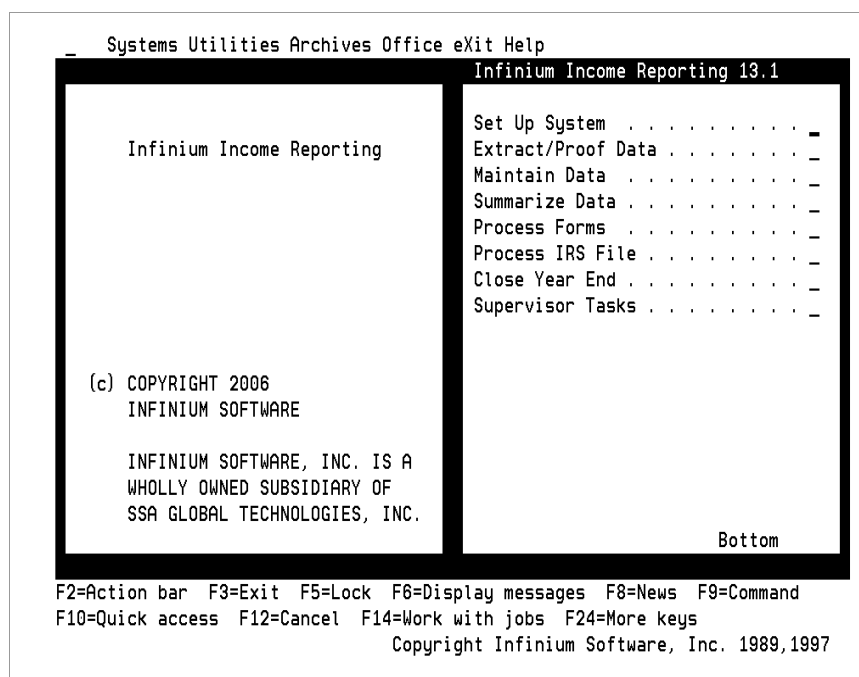 _ Systems Utilities Archives Office eXit Help
Infinium Income Reporting 13.1
Infinium Income Reporting
(c) COPYRIGHT 2006
INFINIUM SOFTWARE
INFINIUM SOFTWARE, INC. IS A
WHOLLY OWNED SUBSIDIARY OF
SSA GLOBAL TECHNOLOGIES, INC.
Set Up System . . . . . . . . . _
Extract/Proof Data . . . . . . . _
Maintain Data . . . . . . . . . _
Summarize Data . . . . . . . . . _
Process Forms . . . . . . . . . _
Process IRS File . . . . . . . . _
Close Year End . . . . . . . . . _
Supervisor Tasks . . . . . . . . _
Bottom
F2=Action bar F3=Exit F5=Lock F6=Display messages F8=News F9=Command
F10=Quick access F12=Cancel F14=Work with jobs F24=More keys
Copyright Infinium Software, Inc. 1989,1997